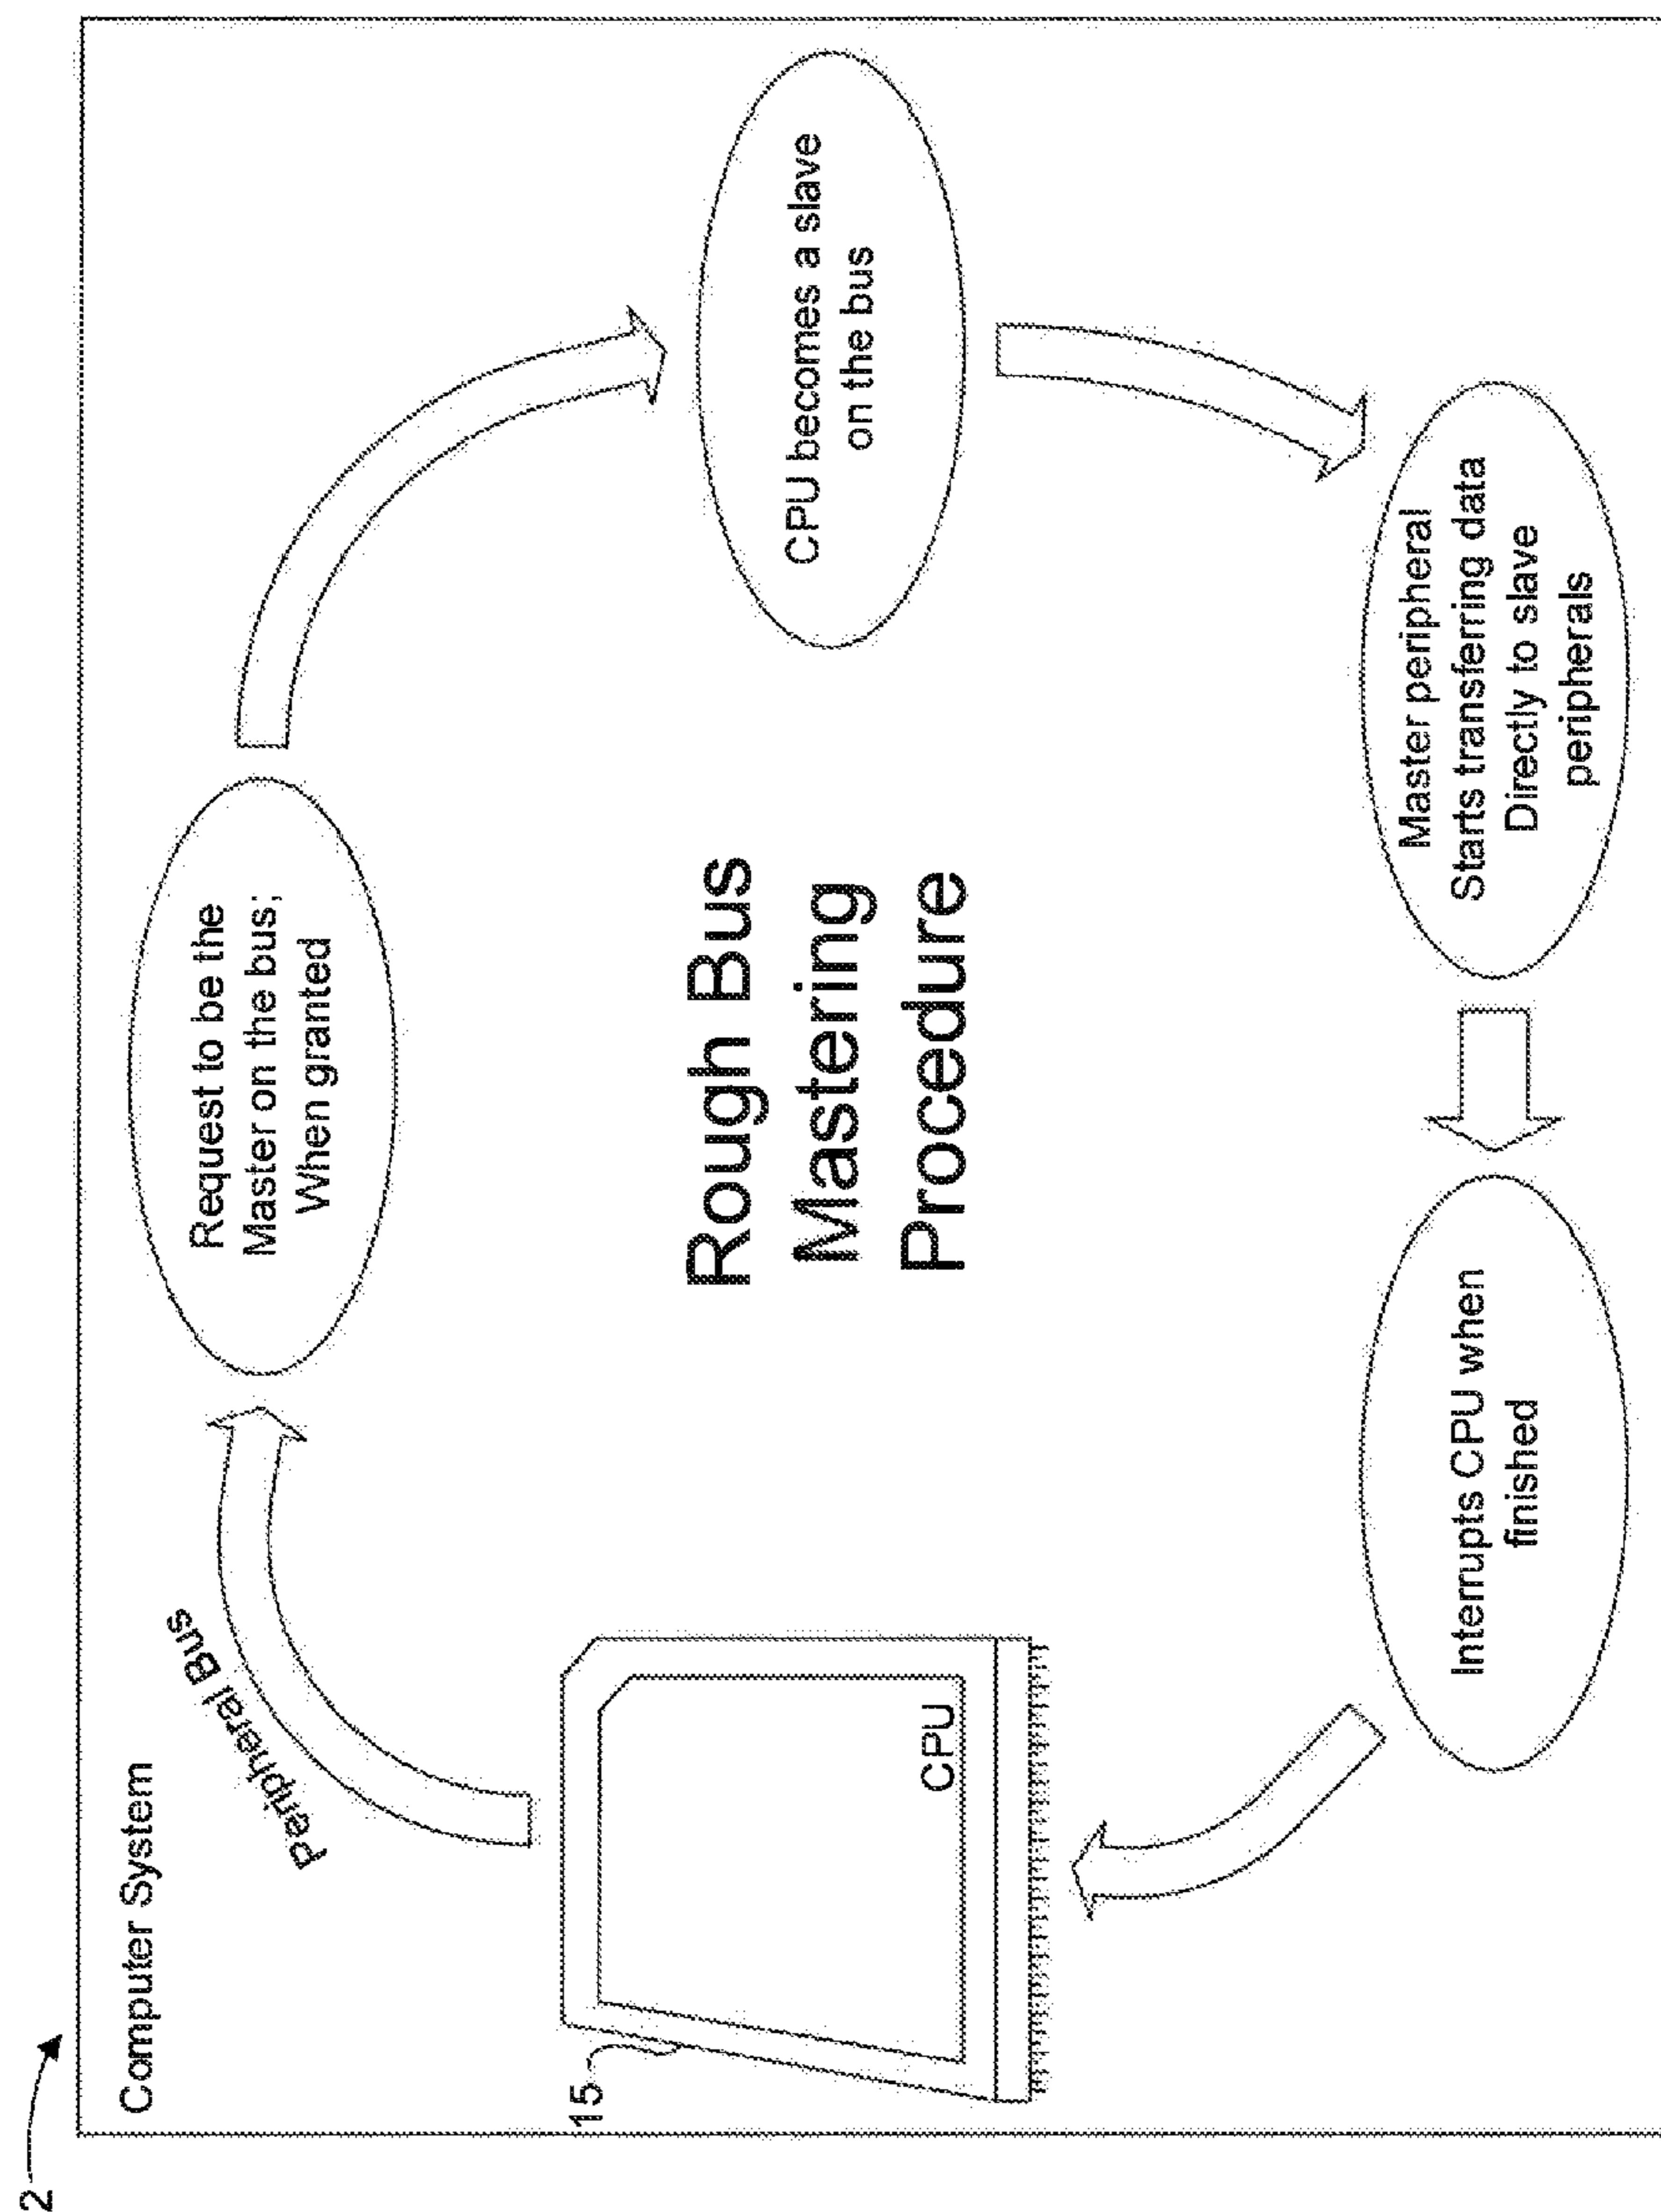 2
Computer System
Peripheral Bus
Request to be the
Master on the bus;
When granted
CPU becomes a slave
on the bus
Rough Bus
Mastering
Procedure
15
CPU
Master peripheral
Starts transferring data
Directly to slave
peripherals
Interrupts CPU when
finished